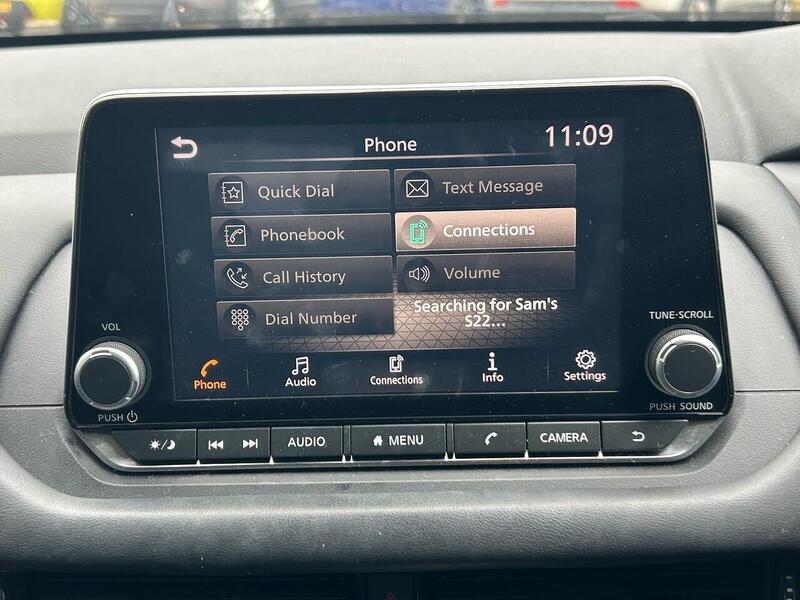 Phone
11:09
Quick Dial
Text Message
Phonebook
Connections
Call History
Volume
Dial Number
Searching for Sam's
S22...
Phone
Audio
Connections
Info
Settings
VOL
PUSH
TUNE·SCROLL
PUSH SOUND
AUDIO
MENU
CAMERA